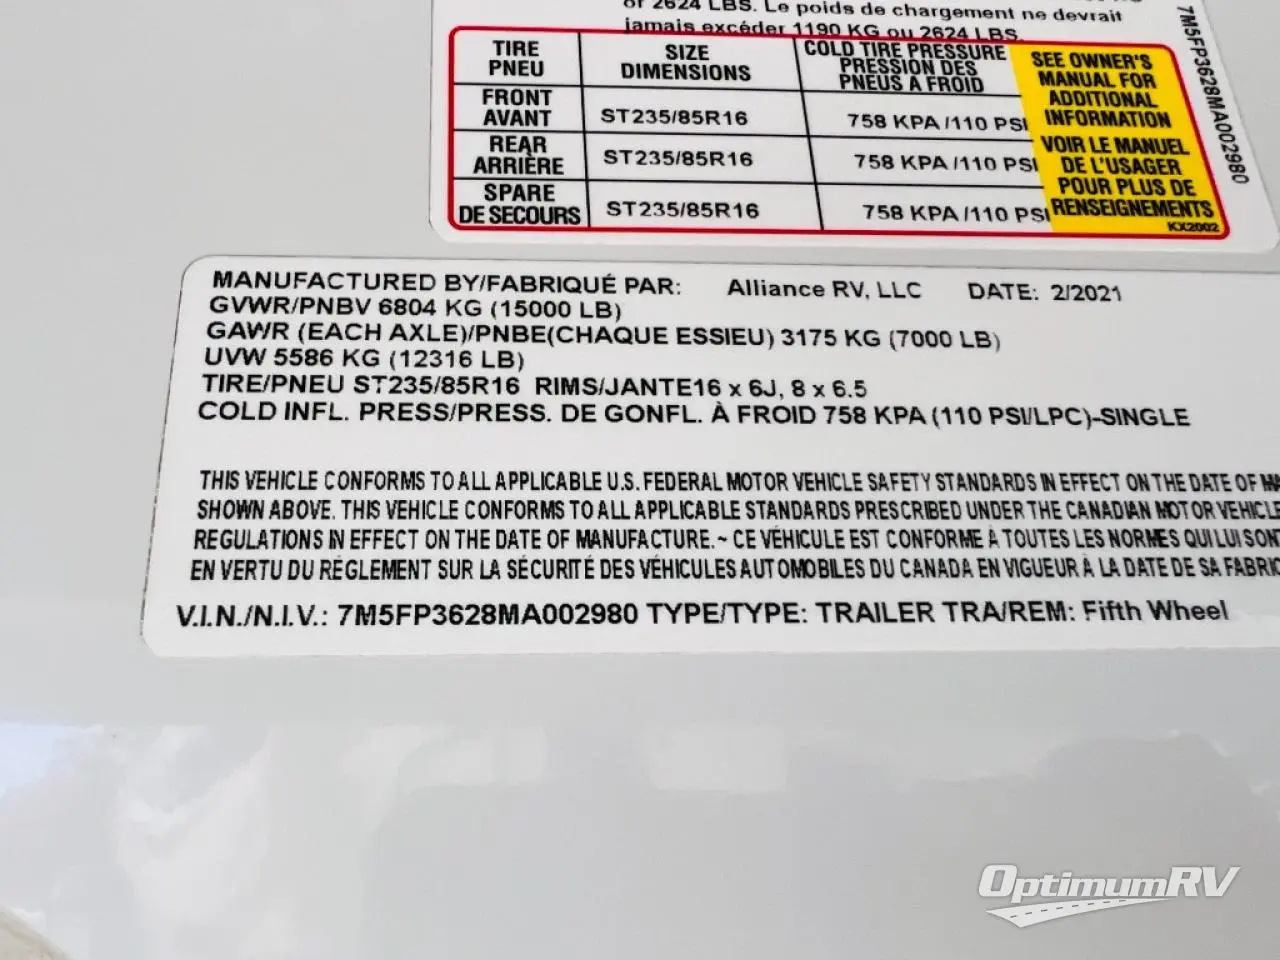 or 2624 LBS. Le poids de chargement ne devrait
jamais excéder 1190 KG ou 2624 LBS.
TIRE
PNEU
SIZE
DIMENSIONS
COLD TIRE PRESSURE
PRESSION DES
PNEUS A FROID
FRONT
AVANT
ST235/85R16
758 KPA /110 PSI
REAR
ARRIÈRE
ST235/85R16
758 KPA /110 PSI
SPARE
DE SECOURS
ST235/85R16
758 KPA /110 PSI
SEE OWNER'S
MANUAL FOR
ADDITIONAL
INFORMATION
VOIR LE MANUEL
DE L'USAGER
POUR PLUS DE
RENSEIGNEMENTS
KX2002
7M5FP3628MA002980
MANUFACTURED BY/FABRIQUÉ PAR: Alliance RV, LLC DATE: 2/2021
GVWR/PNBV 6804 KG (15000 LB)
GAWR (EACH AXLE)/PNBE(CHAQUE ESSIEU) 3175 KG (7000 LB)
UVW 5586 KG (12316 LB)
TIRE/PNEU ST235/85R16 RIMS/JANTE16 x 6J, 8 x 6.5
COLD INFL. PRESS/PRESS. DE GONFL. À FROID 758 KPA (110 PSI/LPC)-SINGLE
THIS VEHICLE CONFORMS TO ALL APPLICABLE U.S. FEDERAL MOTOR VEHICLE SAFETY STANDARDS IN EFFECT ON THE DATE OF
SHOWN ABOVE. THIS VEHICLE CONFORMS TO ALL APPLICABLE STANDARDS PRESCRIBED UNDER THE CANADIAN MOTOR VEHICLE
REGULATIONS IN EFFECT ON THE DATE OF MANUFACTURE.~ CE VÉHICULE EST CONFORME À TOUTES LES NORMES QUI LUI SONT
EN VERTU DU RÈGLEMENT SUR LA SÉCURITÉ DES VÉHICULES AUTOMOBILES DU CANADA EN VIGUEUR À LA DATE DE SA FABRIC
V.I.N./N.I.V.: 7M5FP3628MA002980 TYPE/TYPE: TRAILER TRA/REM: Fifth Wheel
OptimumRV